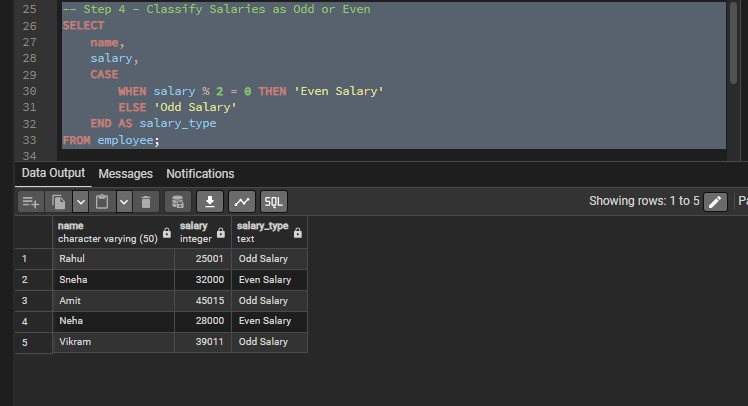 25 -- Step 4 - Classify Salaries as Odd or Even
26 SELECT
27 name,
28 salary,
29 CASE
30 WHEN salary % 2 = 0 THEN 'Even Salary'
31 ELSE 'Odd Salary'
32 END AS salary_type
33 FROM employee;
34
Data Output Messages Notifications
SQL Showing rows: 1 to 5 Pa
name salary salary_type
character varying (50) integer text
1 Rahul 25001 Odd Salary
2 Sneha 32000 Even Salary
3 Amit 45015 Odd Salary
4 Neha 28000 Even Salary
5 Vikram 39011 Odd Salary